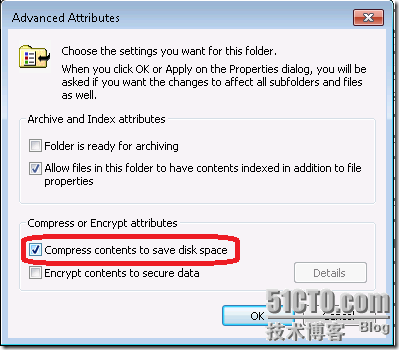 Advanced Attributes
Choose the settings you want for this folder.
When you click OK or Apply on the Properties dialog, you will be
asked if you want the changes to affect all subfolders and files
as well.
Archive and Index attributes
Folder is ready for archiving
Allow files in this folder to have contents indexed in addition to file
properties
Compress or Encrypt attributes
Compress contents to save disk space
Encrypt contents to secure data
Details
OK
Cancel
51CTO.com
技术博客 Blog